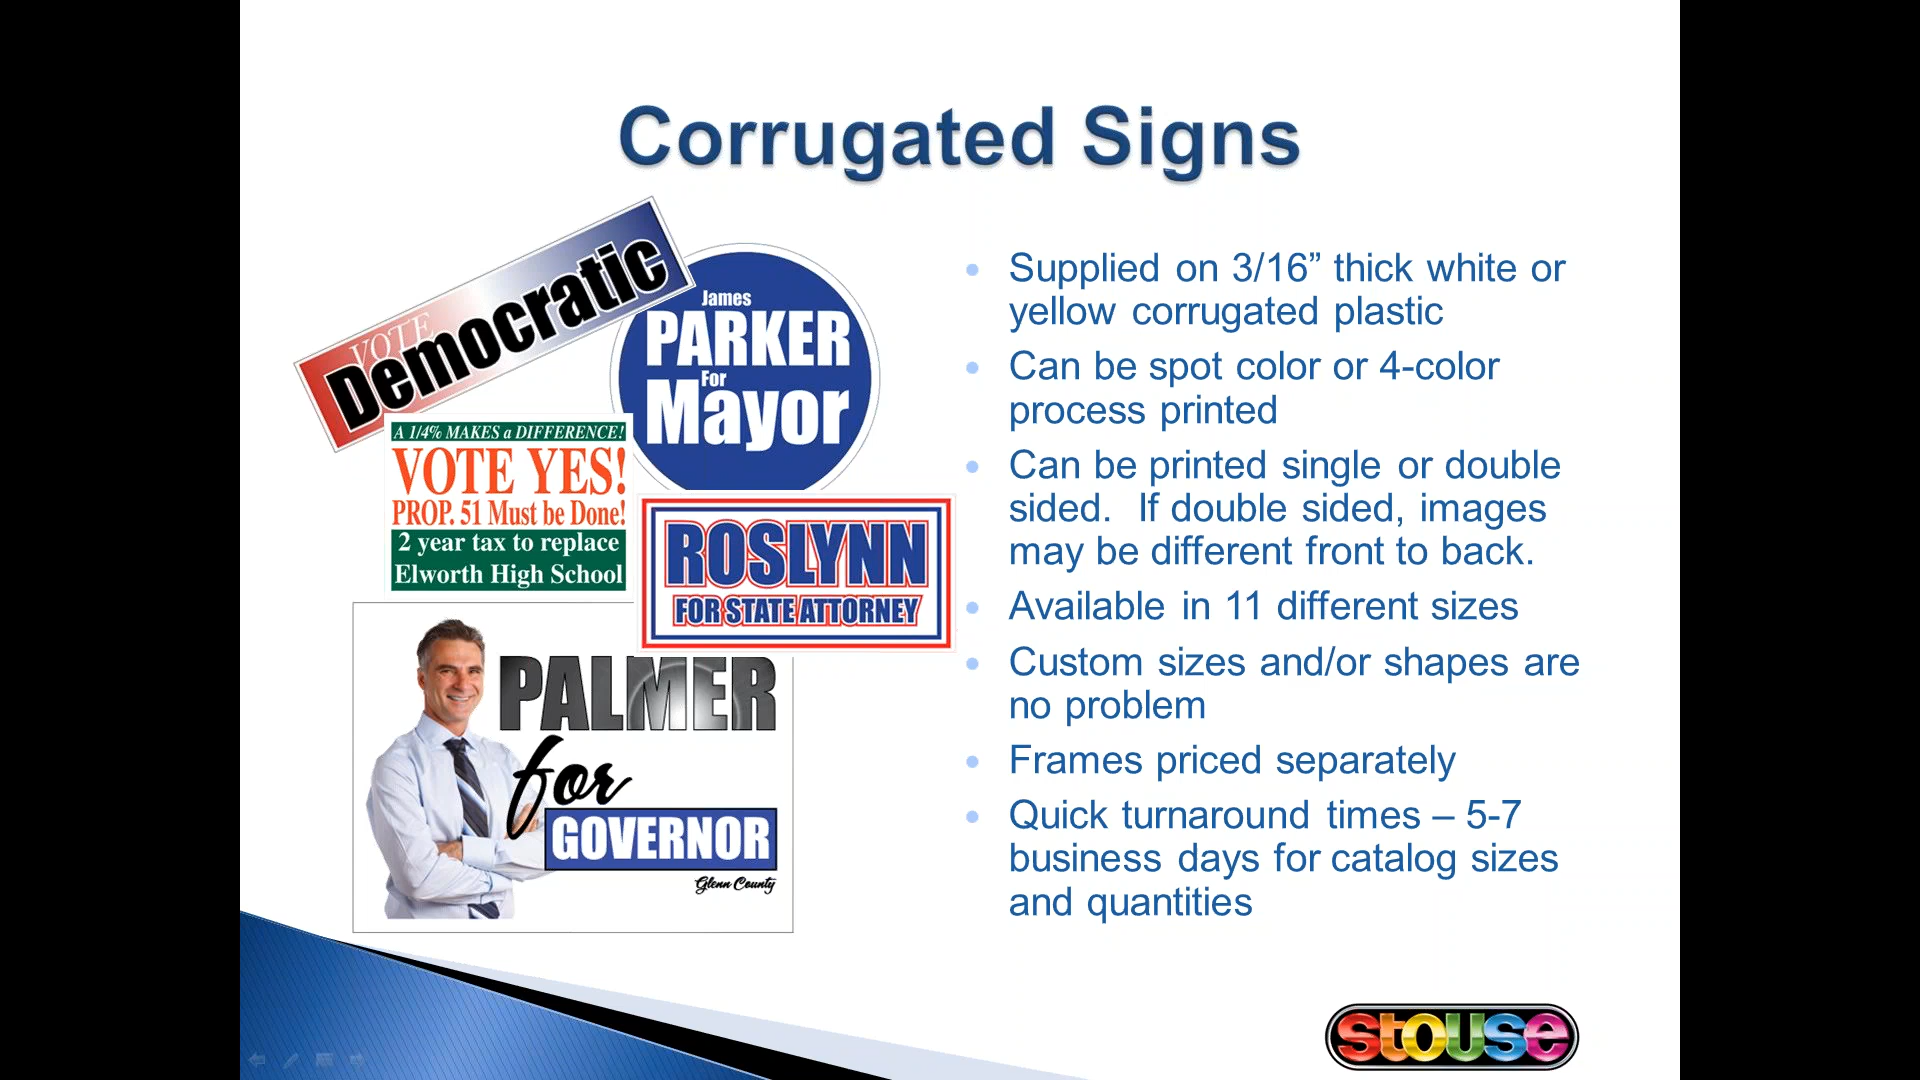 Corrugated Signs
VOTE
Democratic
James
PARKER
For
Mayor
A 1/4% MAKES a DIFFERENCE!
VOTE YES!
PROP. 51 Must be Done!
2 year tax to replace
Elworth High School
ROSLYNN
FOR STATE ATTORNEY
PALMER
for
GOVERNOR
Glenn County
Supplied on 3/16” thick white or
yellow corrugated plastic
Can be spot color or 4-color
process printed
Can be printed single or double
sided.  If double sided, images
may be different front to back.
Available in 11 different sizes
Custom sizes and/or shapes are
no problem
Frames priced separately
Quick turnaround times – 5-7
business days for catalog sizes
and quantities
stouse